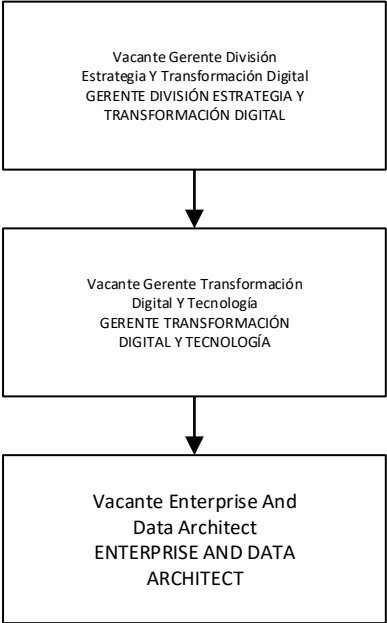 Vacante Gerente División
Estrategia Y Transformación Digital
GERENTE DIVISIÓN ESTRATEGIA Y
TRANSFORMACIÓN DIGITAL
Vacante Gerente Transformación
Digital Y Tecnología
GERENTE TRANSFORMACIÓN
DIGITAL Y TECNOLOGÍA
Vacante Enterprise And
Data Architect
ENTERPRISE AND DATA
ARCHITECT